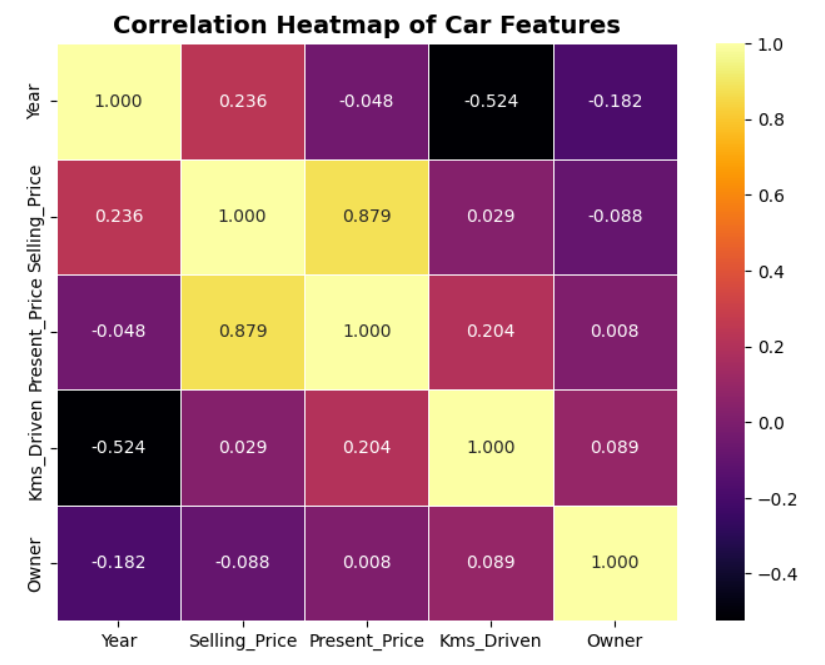 Correlation Heatmap of Car Features
Year 1.000 0.236 -0.048 -0.524 -0.182
Selling_Price 0.236 1.000 0.879 0.029 -0.088
Present_Price -0.048 0.879 1.000 0.204 0.008
Kms_Driven -0.524 0.029 0.204 1.000 0.089
Owner -0.182 -0.088 0.008 0.089 1.000
Year Selling_Price Present_Price Kms_Driven Owner
1.0
0.8
0.6
0.4
0.2
0.0
−0.2
−0.4